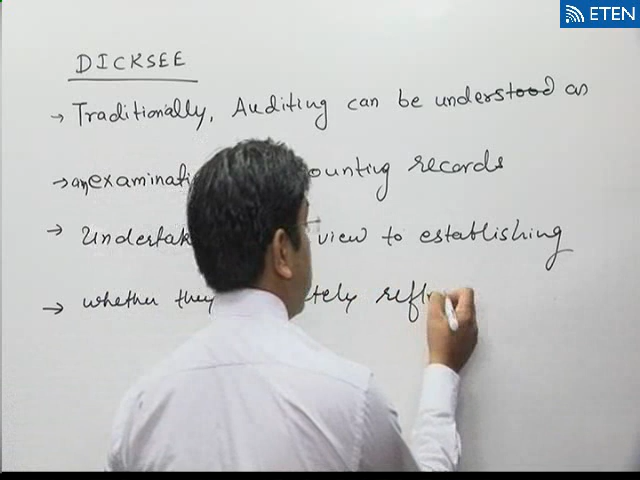 ETEN
DICKSEE
→ Traditionally, Auditing can be understood as
→ an examinati ounting records
→ Undertak view to establishing
→ whether they tely refl